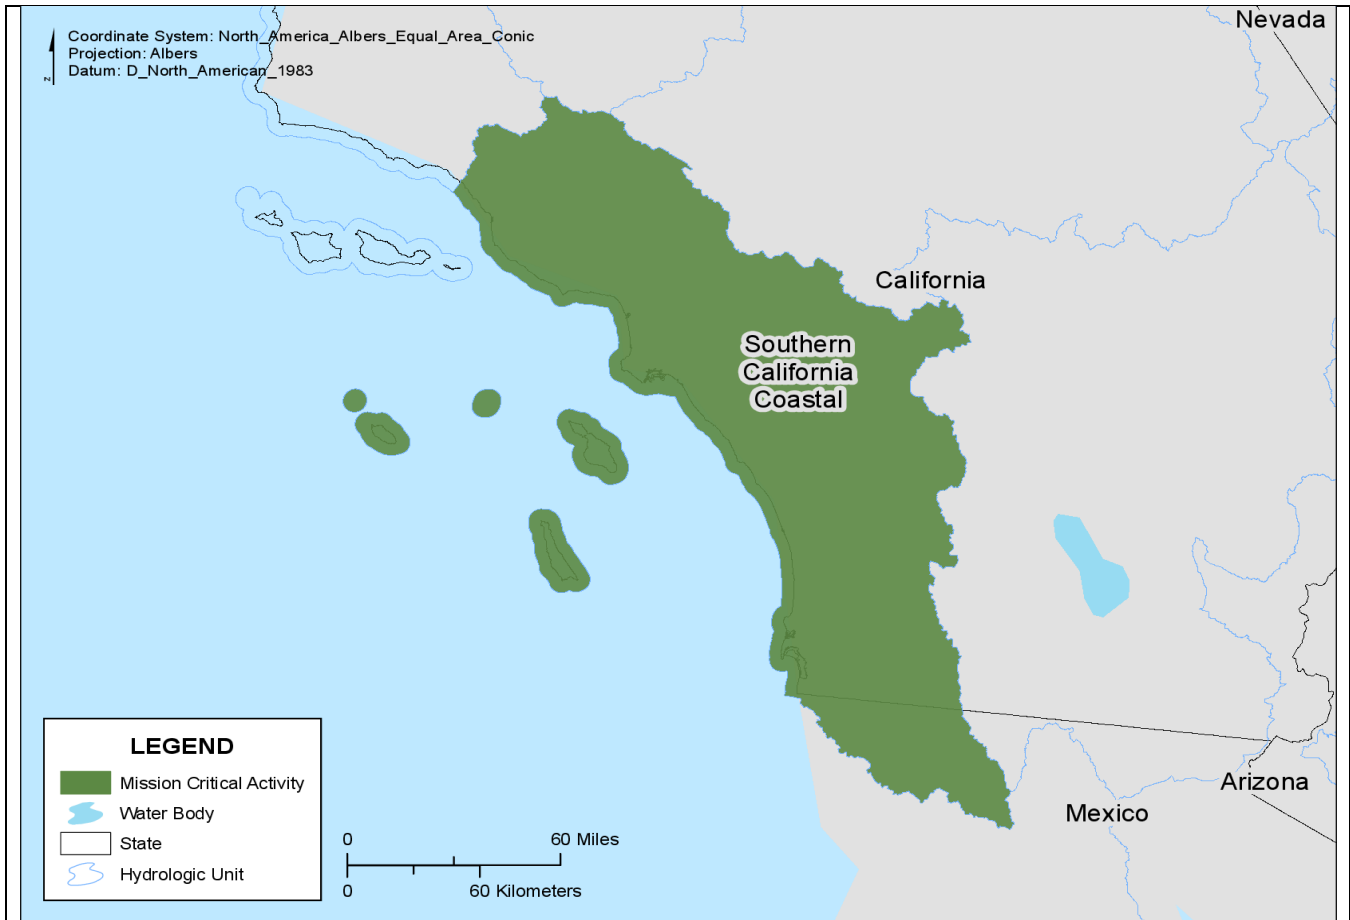 Nevada
Coordinate System: North_America_Albers_Equal_Area_Conic
Projection: Albers
Datum: D_North_American_1983
N
California
Southern
California
Coastal
LEGEND
Mission Critical Activity
Water Body
State
Hydrologic Unit
0 60 Miles
0 60 Kilometers
Arizona
Mexico